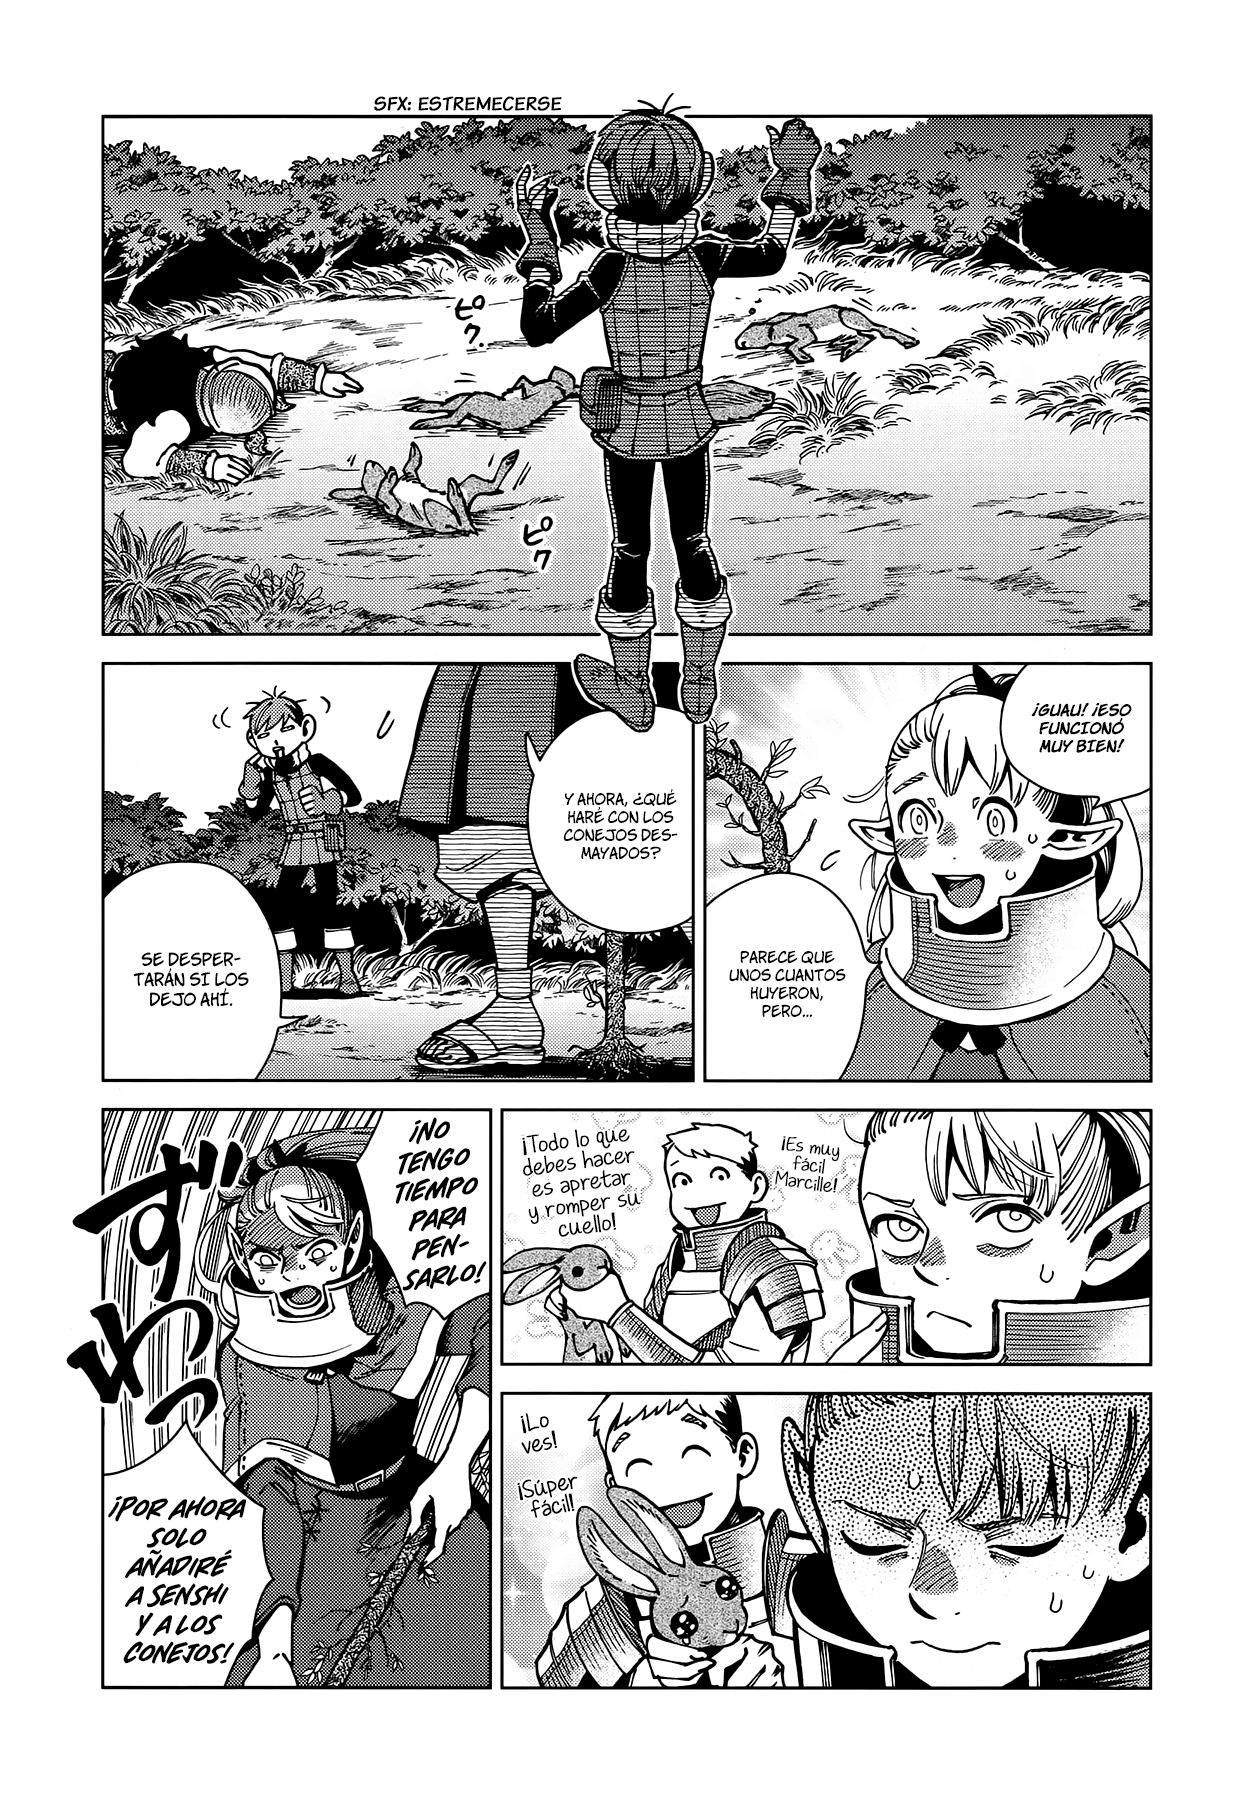 SFX: ESTREMECERSE
ピク.
ピク
¡GUAU! ¡ESO
FUNCIONÓ
MUY BIEN!
PARECE QUE
UNOS CUANTOS
HUYERON,
PERO...
Y AHORA, ¿QUÉ
HARÉ CON LOS
CONEJOS DES-
MAYADOS?
SE DESPER-
TARÁN SI LOS
DEJO AHÍ.
¡Es muy
fácil
Marcille!
¡Todo lo que
debes hacer
es apretar
y romper su
cuello!
¡Lo
ves!
¡Súper
fácil!
¡NO
TENGO
TIEMPO
PARA
PEN-
SARLO!
ずわっ
¡POR AHORA
SOLO
AÑADIRÉ
A SENSHI
Y A LOS
CONEJOS!